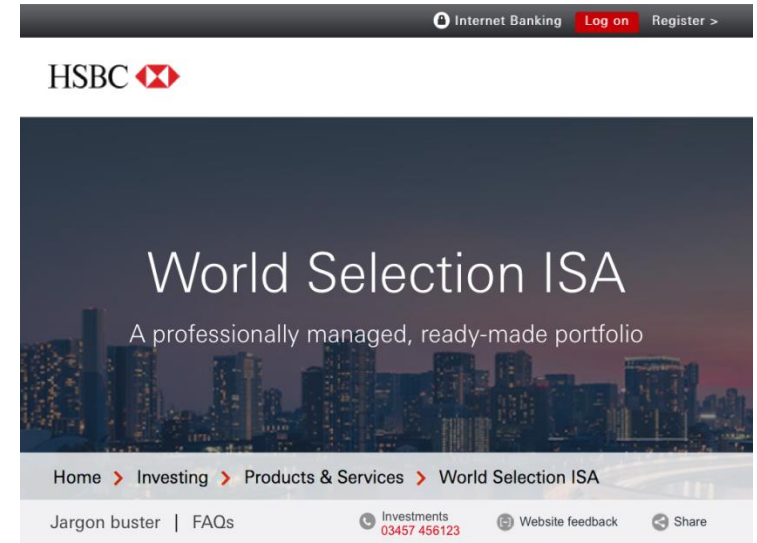 Internet Banking Log on Register >
HSBC
World Selection ISA
A professionally managed, ready-made portfolio
Home > Investing > Products & Services > World Selection ISA
Jargon buster | FAQs
Investments
03457 456123
Website feedback
Share